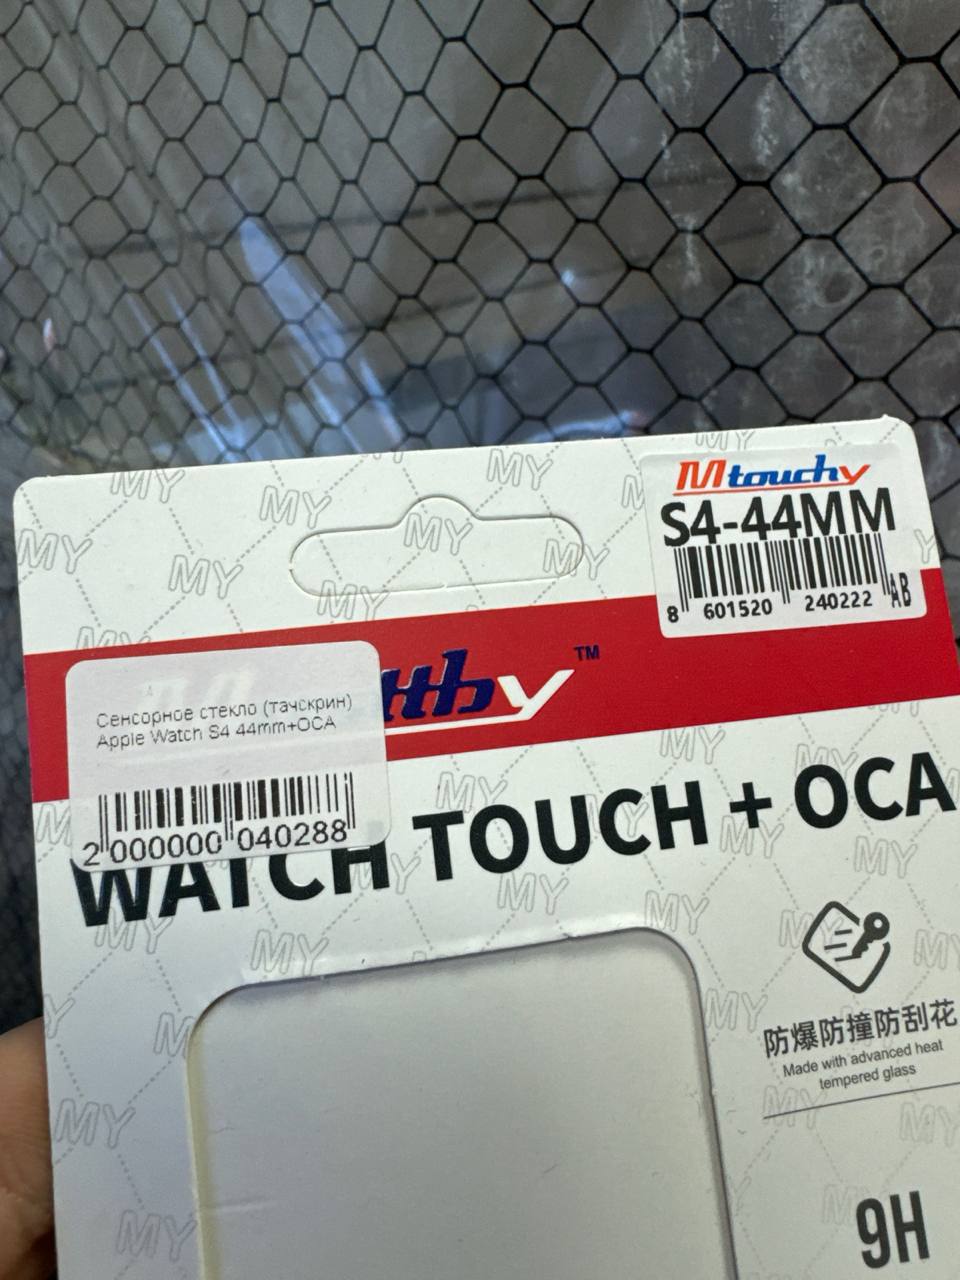 Mtouchy
S4-44MM
8 601520 240222 AB
TM
Сенсорное стекло (тачскрин)
Apple Watch S4 44mm+OCA
2 000000 040288
WATCH TOUCH + OCA
防爆防撞防刮花
Made with advanced heat
tempered glass
9H
MY